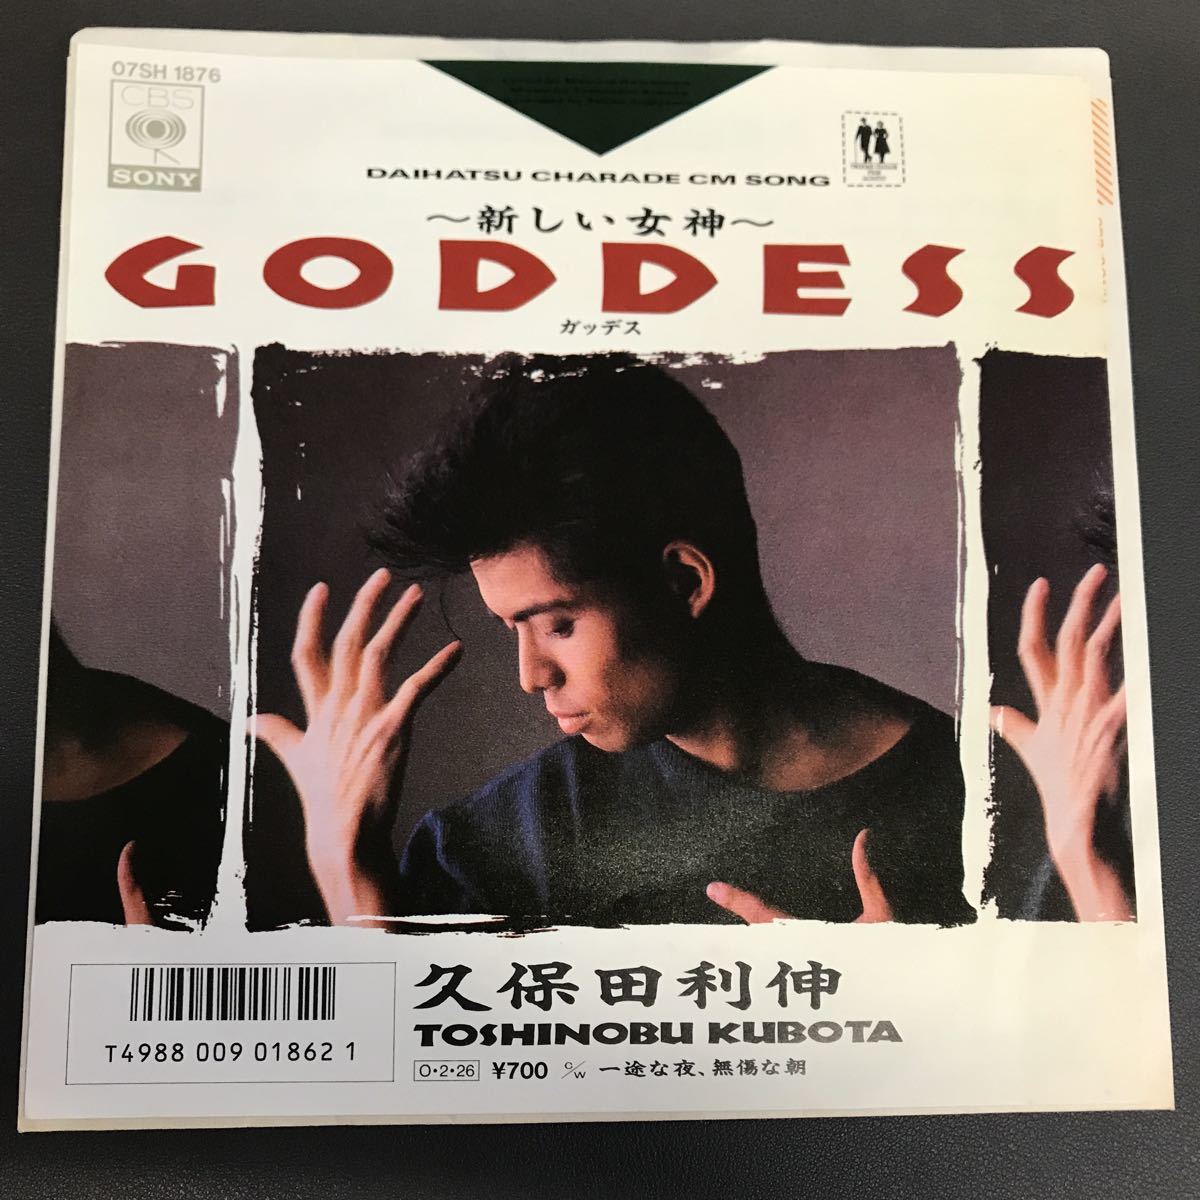 07SH 1876
CBS
SONY
DAIHATSU CHARADE CM SONG
〜新しい女神〜
GODDESS
ガッデス
久保田利伸
TOSHINOBU KUBOTA
T4988 009 01862 1
O・2・26 ¥700 c/w 一途な夜、無傷な朝